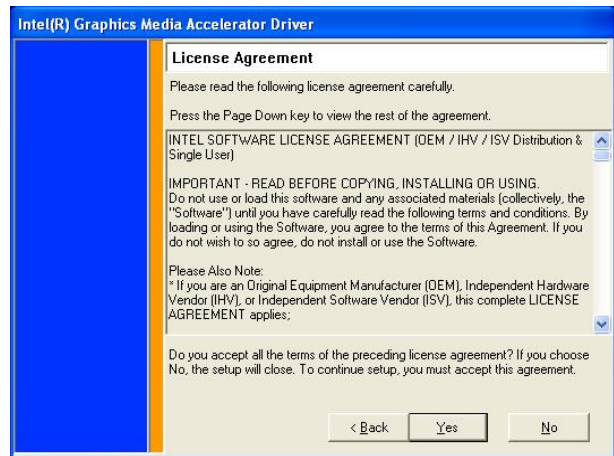 Intel(R) Graphics Media Accelerator Driver
License Agreement
Please read the following license agreement carefully.
Press the Page Down key to view the rest of the agreement.
INTEL SOFTWARE LICENSE AGREEMENT (OEM / IHV / ISV Distribution &
Single User)
IMPORTANT - READ BEFORE COPYING, INSTALLING OR USING.
Do not use or load this software and any associated materials (collectively, the
"Software") until you have carefully read the following terms and conditions. By
loading or using the Software, you agree to the terms of this Agreement. If you
do not wish to so agree, do not install or use the Software.
Please Also Note:
* If you are an Original Equipment Manufacturer (OEM), Independent Hardware
Vendor (IHV), or Independent Software Vendor (ISV), this complete LICENSE
AGREEMENT applies;
Do you accept all the terms of the preceding license agreement? If you choose
No, the setup will close. To continue setup, you must accept this agreement.
< Back Yes No